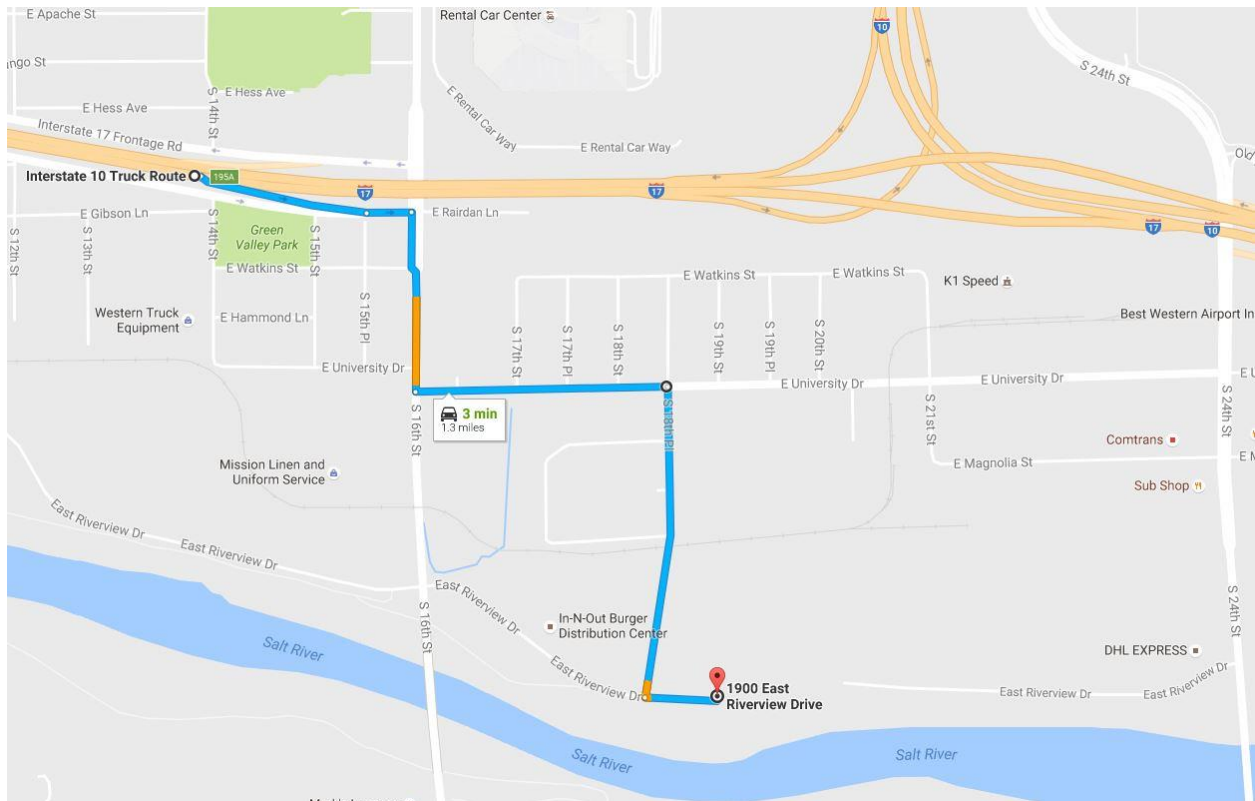 E Apache St
Rental Car Center
10
S 24th St
E Hess Ave
E Hess Ave
S 14th St
E Rental Car Way
E Rental Car Way
Interstate 17 Frontage Rd
Interstate 10 Truck Route
195A
17
17
17
10
E Gibson Ln
E Rairdan Ln
S 12th St
S 13th St
S 14th St
Green
Valley Park
S 15th St
E Watkins St
E Watkins St
E Watkins St
K1 Speed
Western Truck
Equipment
E Hammond Ln
S 15th Pl
S 17th St
S 17th Pl
S 18th St
S 19th St
S 19th Pl
S 20th St
Best Western Airport In
E University Dr
E University Dr
E University Dr
3 min
1.3 miles
S 16th St
S 18th Pl
S 21st St
S 24th St
Comtrans
E Magnolia St
Sub Shop
Mission Linen and
Uniform Service
East Riverview Dr
East Riverview Dr
East Riverview Dr
S 16th St
In-N-Out Burger
Distribution Center
S 24th St
Salt River
East Riverview Dr
DHL EXPRESS
1900 East
Riverview Drive
East Riverview Dr
East Riverview Dr
Salt River
Salt River